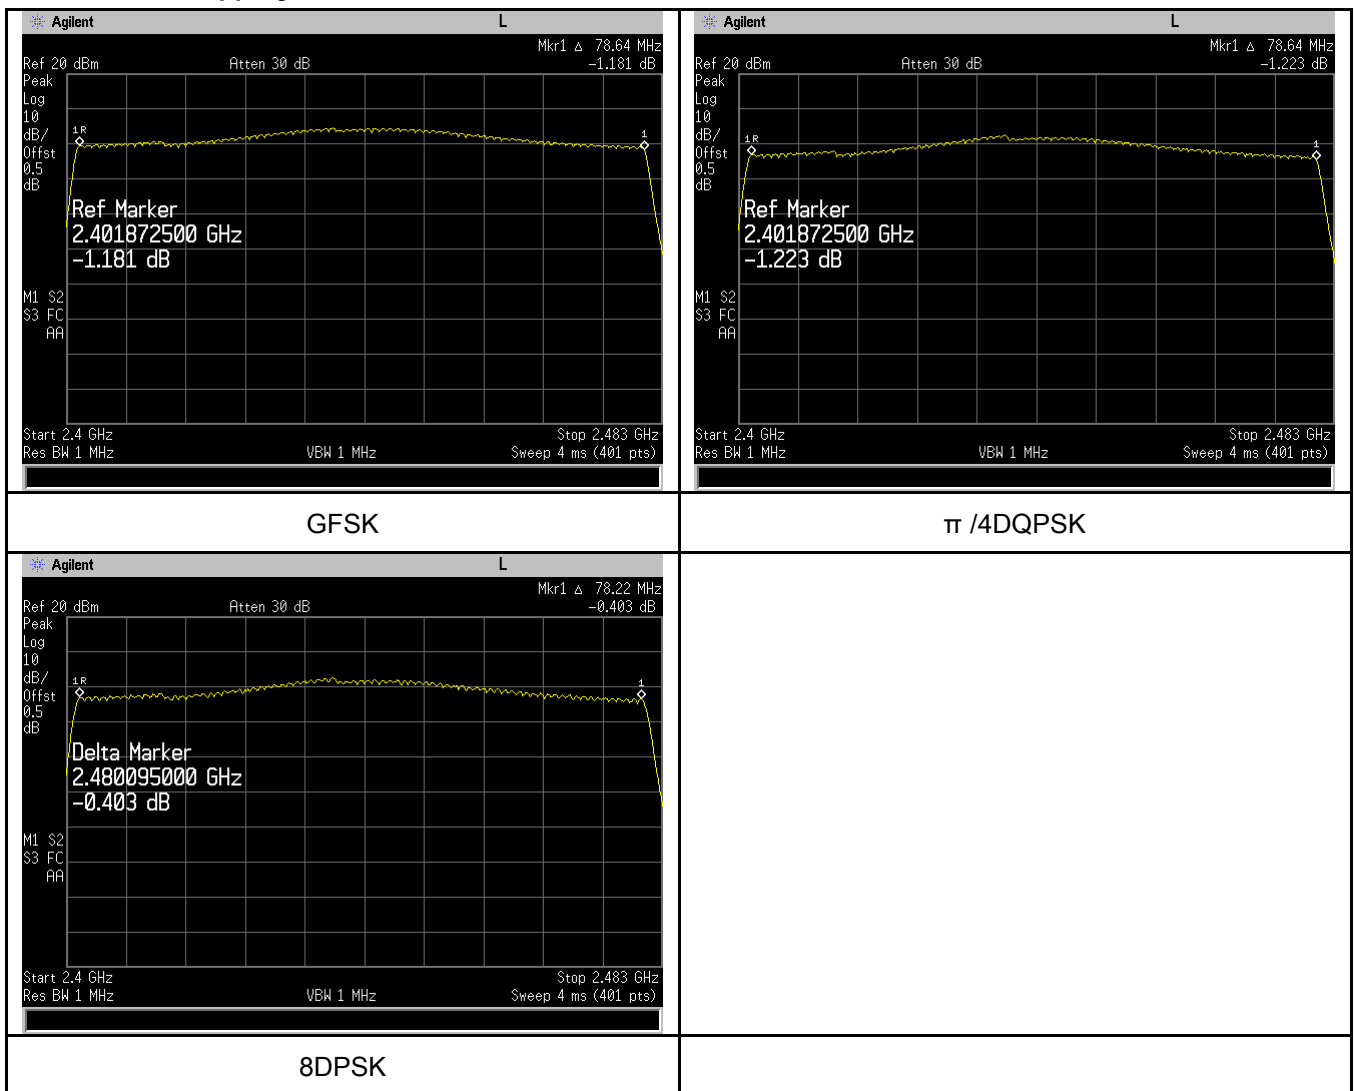 Agilent L
Mkr1 Δ 78.64 MHz
Ref 20 dBm Atten 30 dB -1.181 dB
Peak
Log
10
dB/
Offst
0.5
dB
1R
1
Ref Marker
2.401872500 GHz
-1.181 dB
M1 S2
S3 FC
AA
Start 2.4 GHz Stop 2.483 GHz
Res BW 1 MHz VBW 1 MHz Sweep 4 ms (401 pts)
GFSK
Agilent L
Mkr1 Δ 78.64 MHz
Ref 20 dBm Atten 30 dB -1.223 dB
Peak
Log
10
dB/
Offst
0.5
dB
1R
1
Ref Marker
2.401872500 GHz
-1.223 dB
M1 S2
S3 FC
AA
Start 2.4 GHz Stop 2.483 GHz
Res BW 1 MHz VBW 1 MHz Sweep 4 ms (401 pts)
π /4DQPSK
Agilent L
Mkr1 Δ 78.22 MHz
Ref 20 dBm Atten 30 dB -0.403 dB
Peak
Log
10
dB/
Offst
0.5
dB
1R
1
Delta Marker
2.480095000 GHz
-0.403 dB
M1 S2
S3 FC
AA
Start 2.4 GHz Stop 2.483 GHz
Res BW 1 MHz VBW 1 MHz Sweep 4 ms (401 pts)
8DPSK